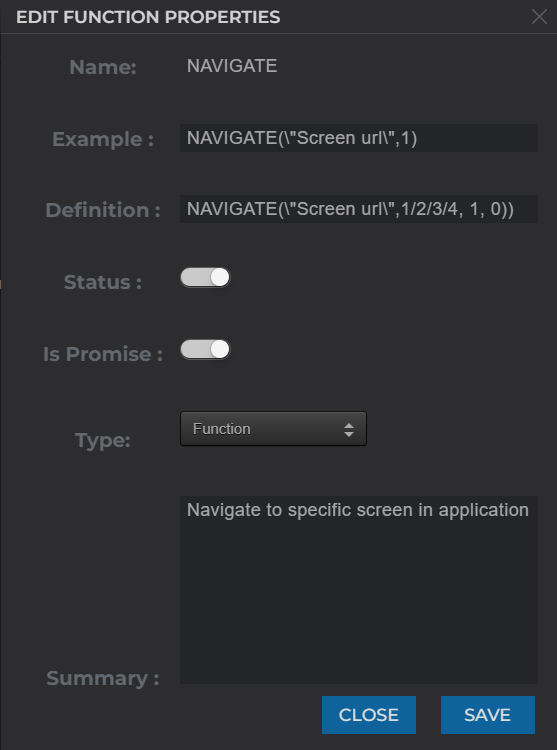 EDIT FUNCTION PROPERTIES
Name: NAVIGATE
Example : NAVIGATE(\"Screen url\",1)
Definition : NAVIGATE(\"Screen url\",1/2/3/4, 1, 0))
Status :
Is Promise :
Type: Function
Navigate to specific screen in application
Summary :
CLOSE SAVE